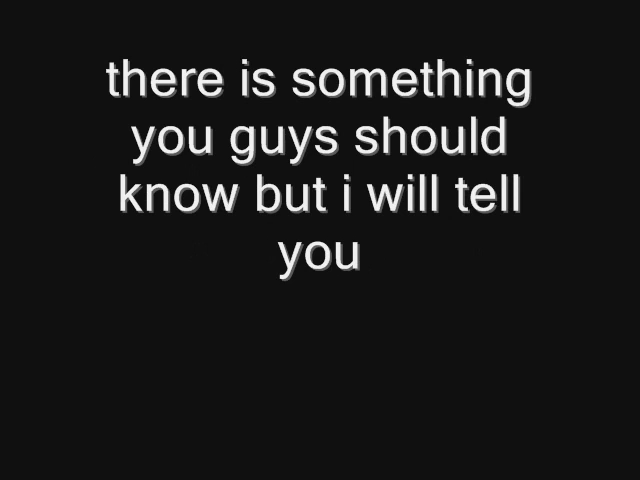 there is something
you guys should
know but i will tell
you